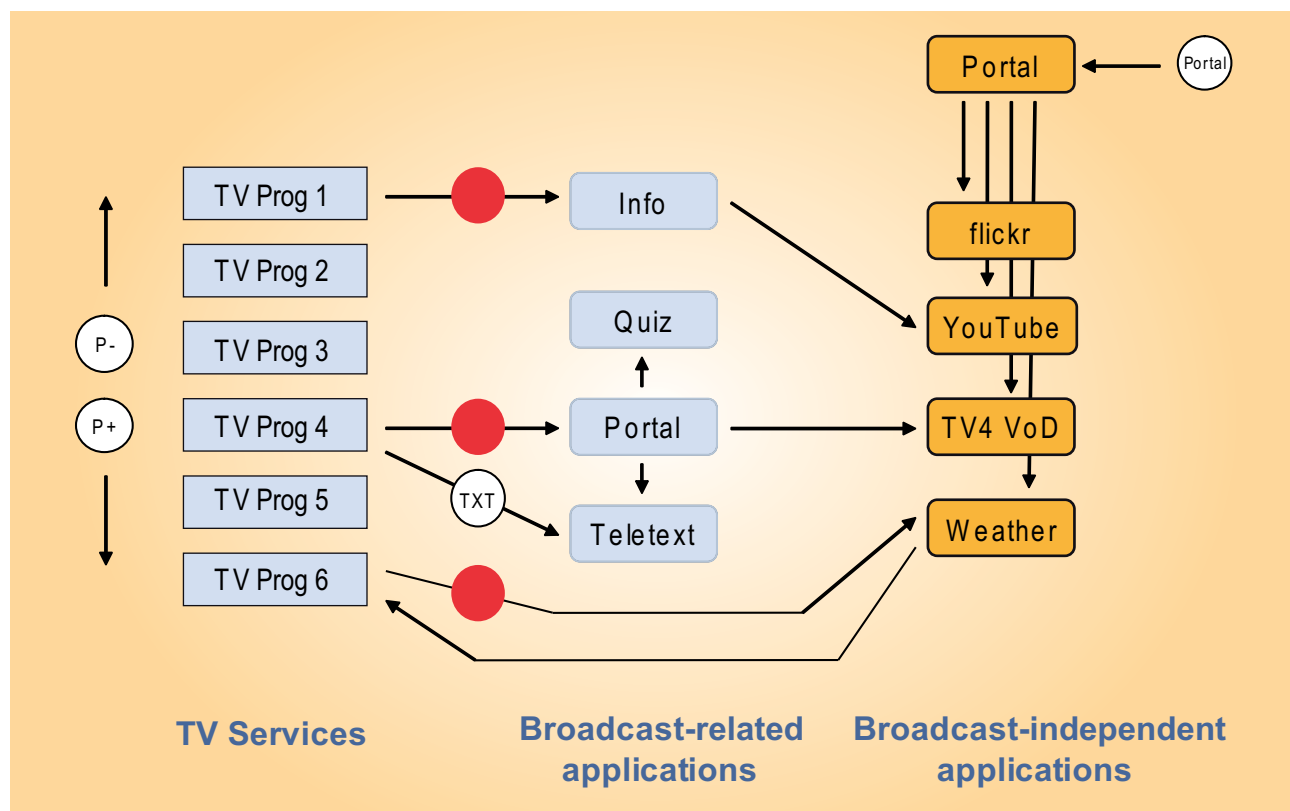 Portal
Portal
TV Prog 1
Info
flickr
TV Prog 2
Quiz
YouTube
P-
TV Prog 3
P+
TV Prog 4
Portal
TV4 VoD
TV Prog 5
TXT
Teletext
Weather
TV Prog 6
TV Services
Broadcast-related
applications
Broadcast-independent
applications